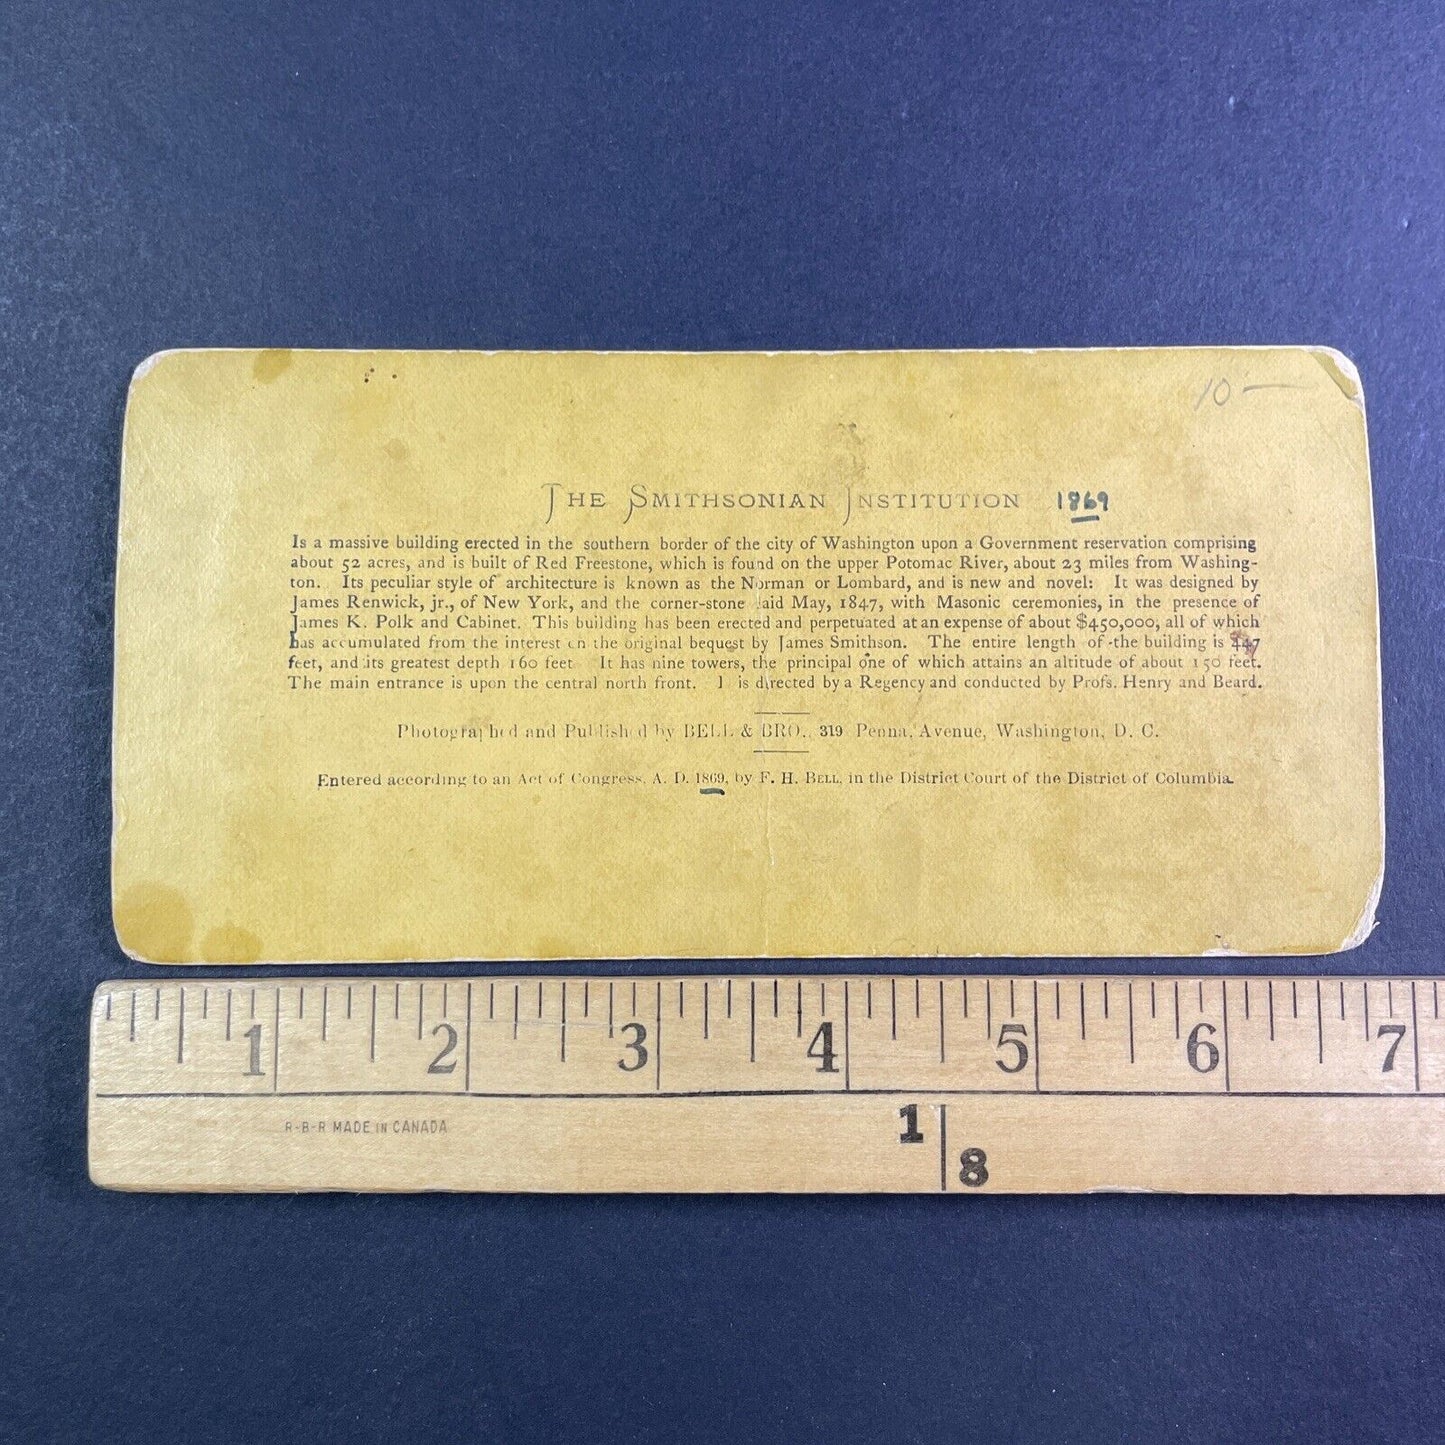 10 —
THE SMITHSONIAN INSTITUTION 1869
Is a massive building erected in the southern border of the city of Washington upon a Government reservation comprising
about 52 acres, and is built of Red Freestone, which is found on the upper Potomac River, about 23 miles from Washing-
ton. Its peculiar style of architecture is known as the Norman or Lombard, and is new and novel: It was designed by
James Renwick, jr., of New York, and the corner-stone laid May, 1847, with Masonic ceremonies, in the presence of
James K. Polk and Cabinet. This building has been erected and perpetuated at an expense of about $450,000, all of which
has accumulated from the interest on the original bequest by James Smithson. The entire length of the building is 447
feet, and its greatest depth 160 feet It has nine towers, the principal one of which attains an altitude of about 150 feet.
The main entrance is upon the central north front. I is directed by a Regency and conducted by Profs. Henry and Beard.
Photographed and Published by BELL & BRO., 319 Penna, Avenue, Washington, D. C.
Entered according to an Act of Congress, A. D. 1869, by F. H. BELL, in the District Court of the District of Columbia.
1 2 3 4 5 6 7
R-B-R MADE IN CANADA
1
8